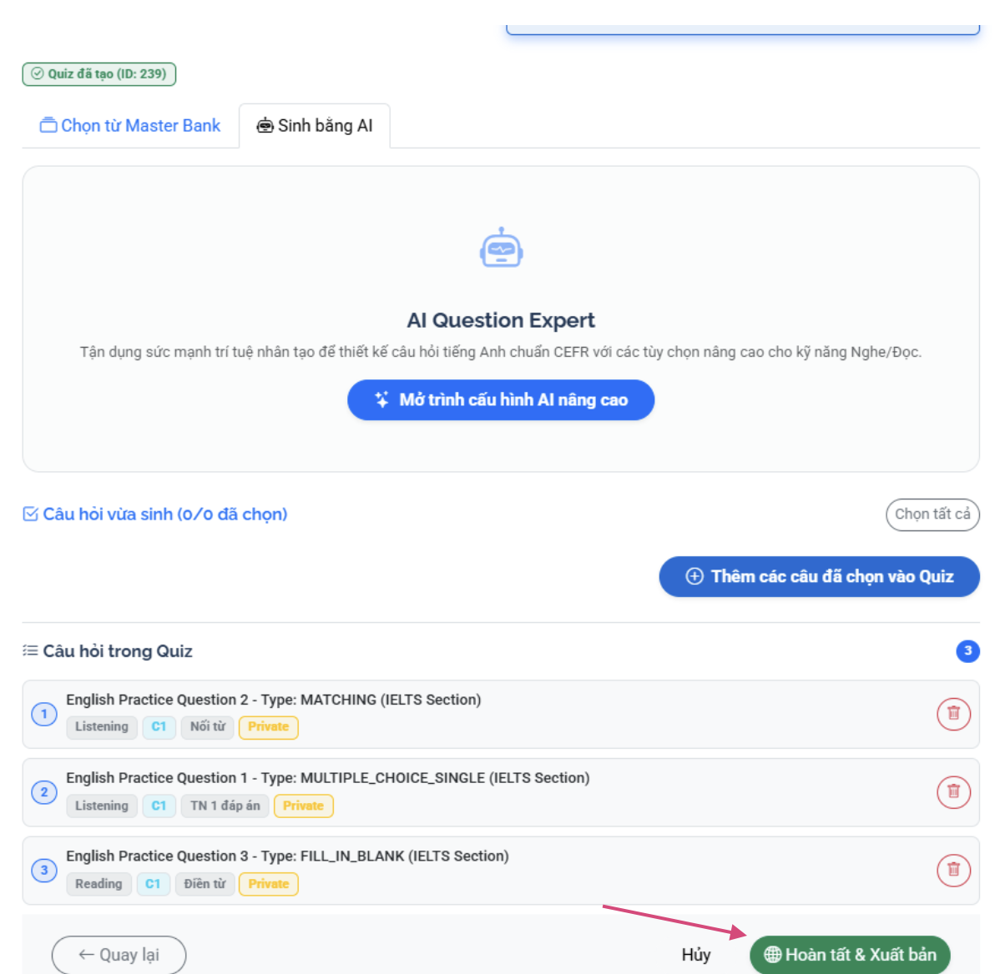 Quiz đã tạo (ID: 239)
Chọn từ Master Bank
Sinh bằng AI
AI Question Expert
Tận dụng sức mạnh trí tuệ nhân tạo để thiết kế câu hỏi tiếng Anh chuẩn CEFR với các tùy chọn nâng cao cho kỹ năng Nghe/Đọc.
Mở trình cấu hình AI nâng cao
Câu hỏi vừa sinh (0/0 đã chọn)
Chọn tất cả
Thêm các câu đã chọn vào Quiz
Câu hỏi trong Quiz
3
1
English Practice Question 2 - Type: MATCHING (IELTS Section)
Listening C1 Nối từ Private
2
English Practice Question 1 - Type: MULTIPLE_CHOICE_SINGLE (IELTS Section)
Listening C1 TN 1 đáp án Private
3
English Practice Question 3 - Type: FILL_IN_BLANK (IELTS Section)
Reading C1 Điền từ Private
← Quay lại
Hủy
Hoàn tất & Xuất bản